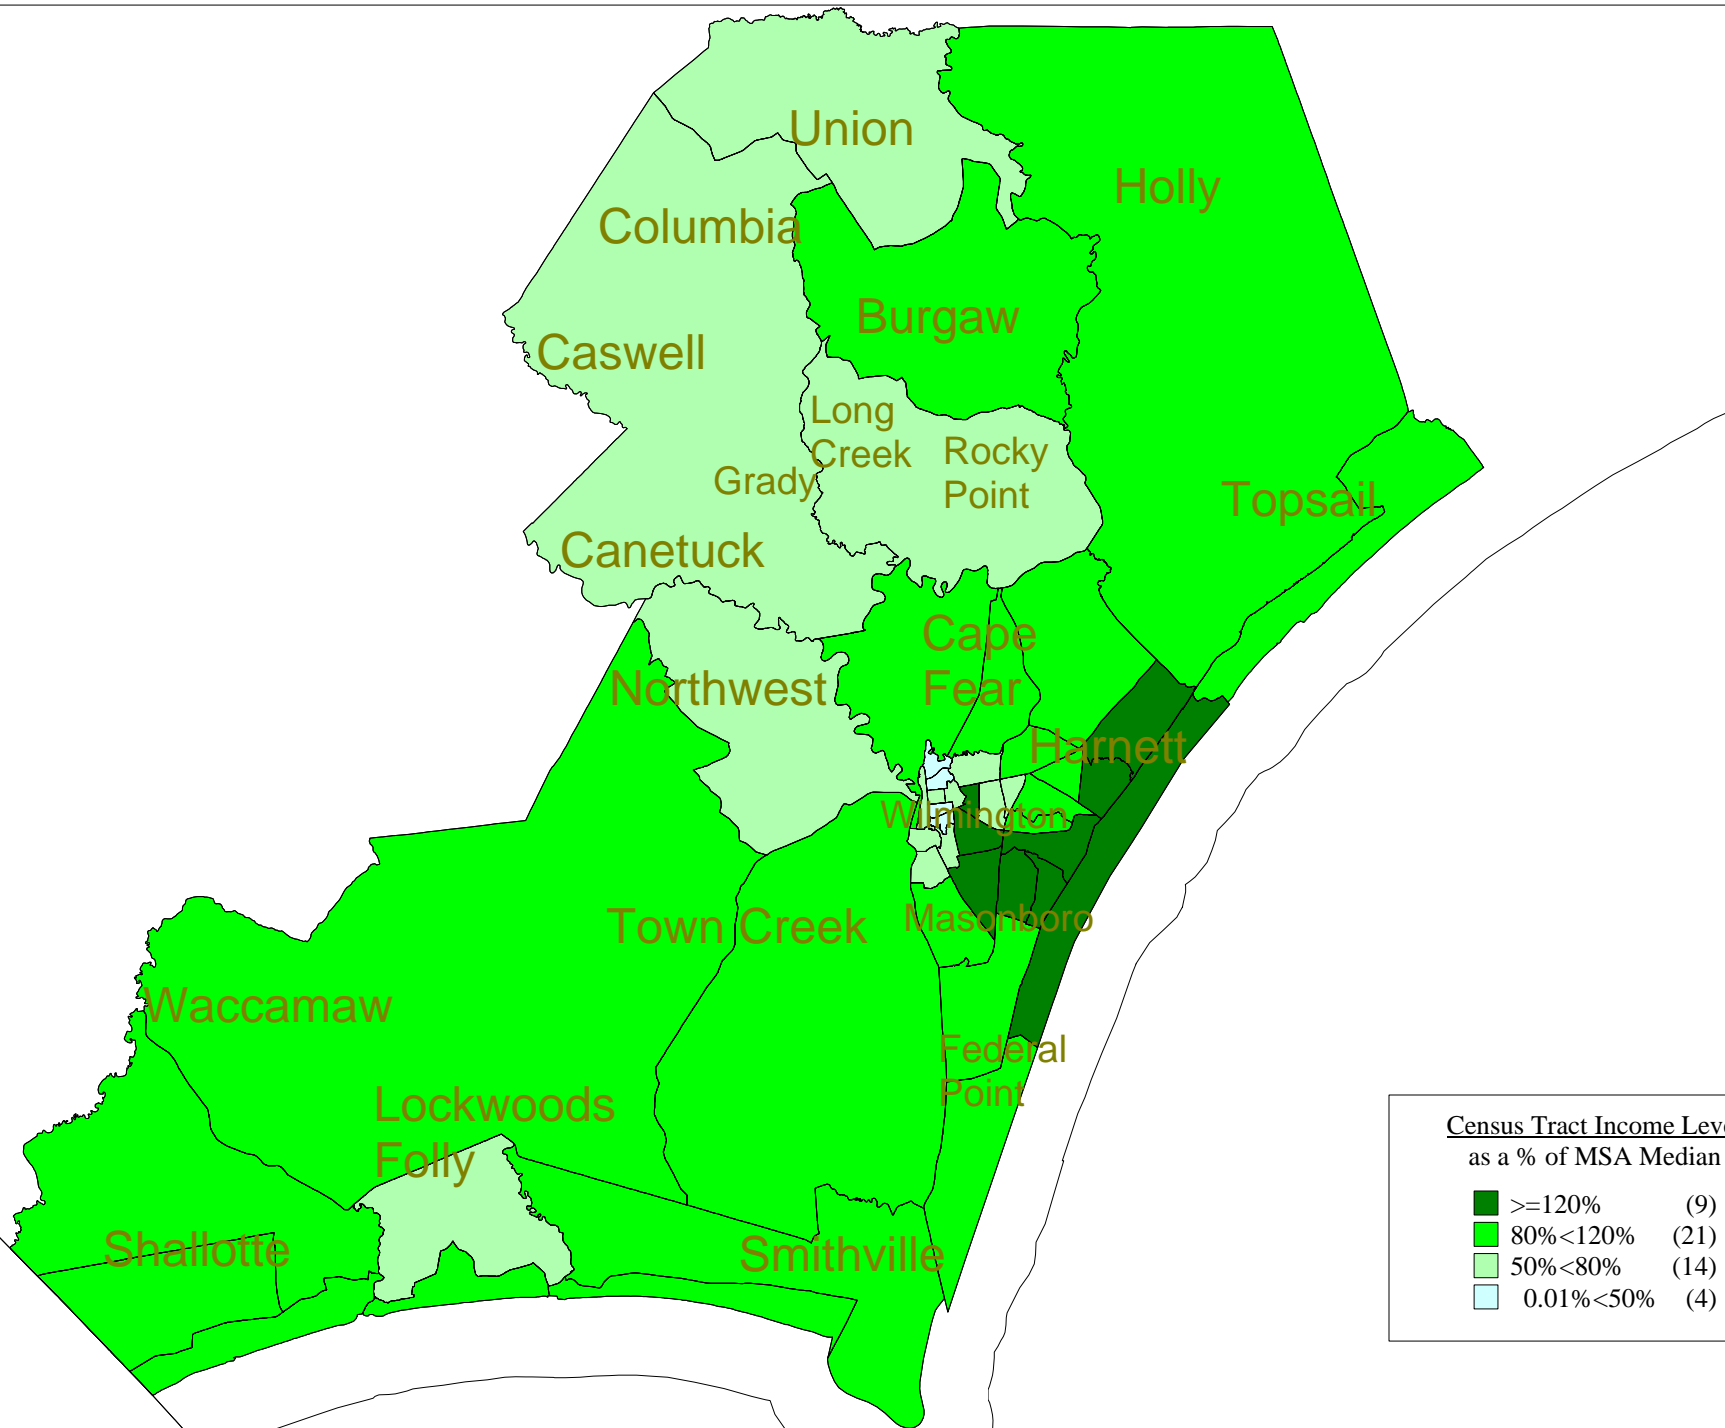 Union
Holly
Columbia
Burgaw
Caswell
Long
Creek
Rocky
Point
Grady
Topsail
Canetuck
Cape
Fear
Northwest
Harnett
Wilmington
Town Creek
Masonboro
Waccamaw
Federal
Point
Lockwoods
Folly
Shallotte
Smithville
Census Tract Income Leve
as a % of MSA Median
>=120% (9)
80%<120% (21)
50%<80% (14)
0.01%<50% (4)